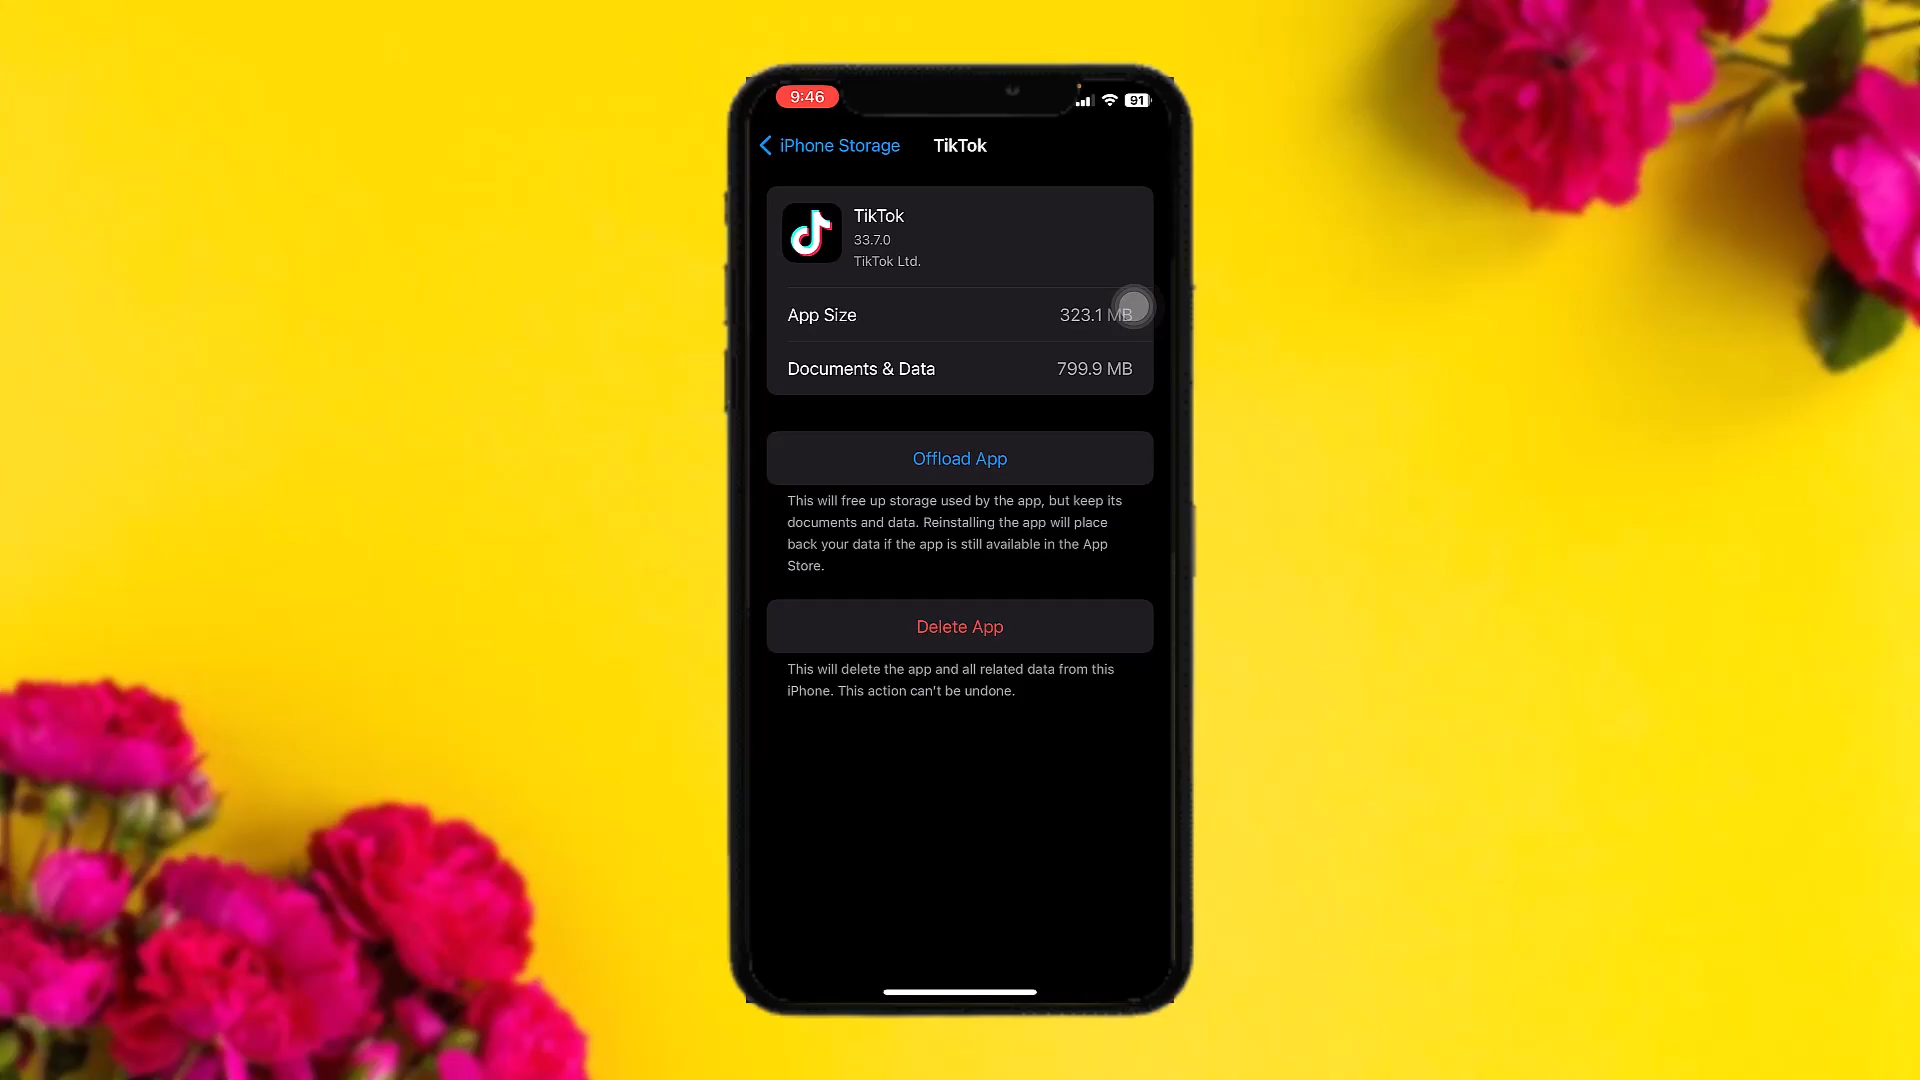 9:46
91
iPhone Storage TikTok
TikTok
33.7.0
TikTok Ltd.
App Size 323.1 MB
Documents & Data 799.9 MB
Offload App
This will free up storage used by the app, but keep its
documents and data. Reinstalling the app will place
back your data if the app is still available in the App
Store.
Delete App
This will delete the app and all related data from this
iPhone. This action can't be undone.